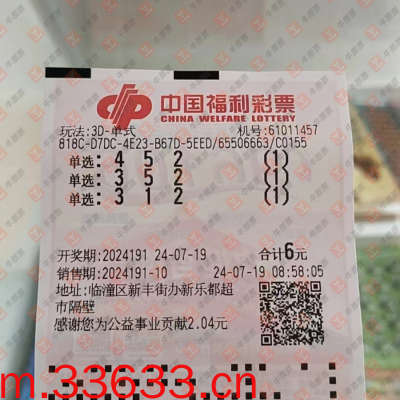 中国福利彩票
CHINA WELFARE LOTTERY
玩法:3D-单式 机号:61011457
818C-D7DC-4E23-B67D-5EED/65506663/C0155
单选: 4 5 2 (1)
单选: 3 5 2 (1)
单选: 3 1 2 (1)
开奖期:2024191 24-07-19 合计6元
销售期:2024191-10 24-07-19 08:58:05
地址:临潼区新丰街办新乐都超
市隔壁
感谢您为公益事业贡献2.04元
m.33633.cn